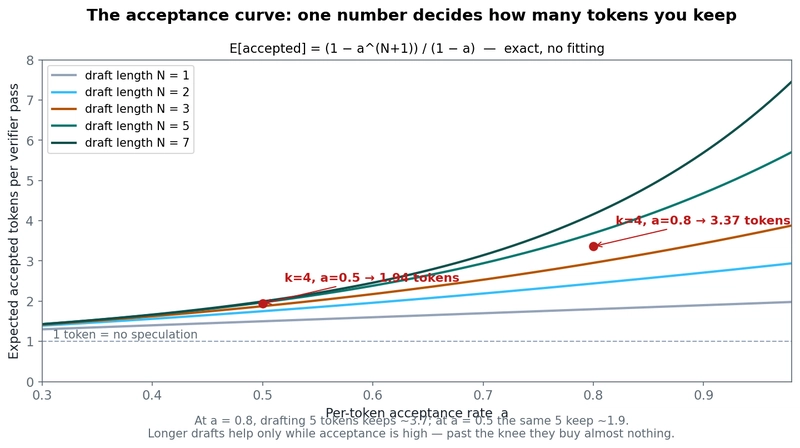 The acceptance curve: one number decides how many tokens you keep
E[accepted] = (1 − a^(N+1)) / (1 − a)  —  exact, no fitting
Expected accepted tokens per verifier pass
8
7
6
5
4
3
2
1
0
draft length N = 1
draft length N = 2
draft length N = 3
draft length N = 5
draft length N = 7
k=4, a=0.8 → 3.37 tokens
k=4, a=0.5 → 1.94 tokens
1 token = no speculation
0.3 0.4 0.5 0.6 0.7 0.8 0.9
Per-token acceptance rate  a
At a = 0.8, drafting 5 tokens keeps ~3.7; at a = 0.5 the same 5 keep ~1.9.
Longer drafts help only while acceptance is high — past the knee they buy almost nothing.